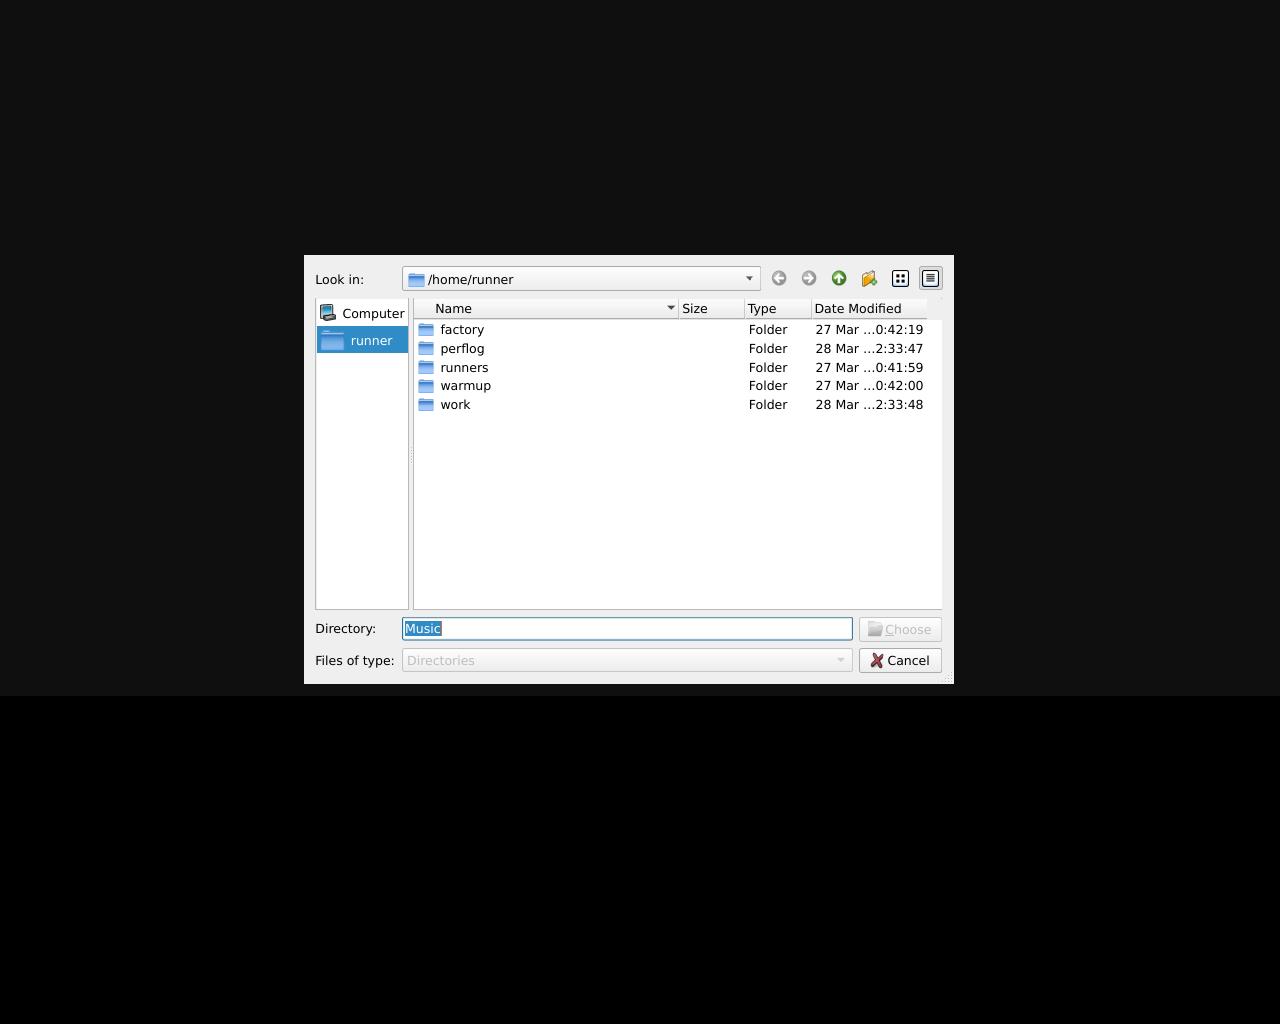 Look in: /home/runner
Computer
runner
Name Size Type Date Modified
factory Folder 27 Mar ...0:42:19
perflog Folder 28 Mar ...2:33:47
runners Folder 27 Mar ...0:41:59
warmup Folder 27 Mar ...0:42:00
work Folder 28 Mar ...2:33:48
Directory: Music Choose
Files of type: Directories Cancel